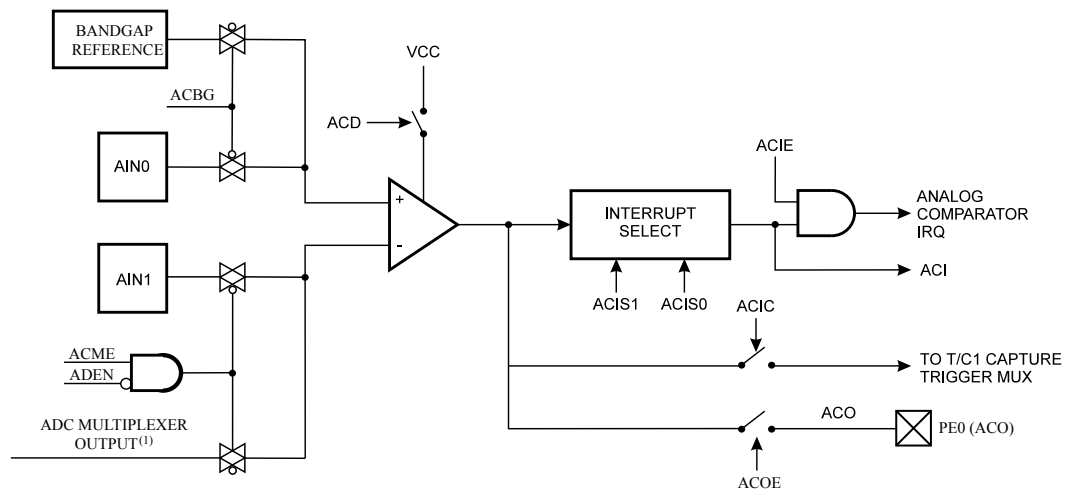 BANDGAP
REFERENCE
VCC
ACBG
ACD
AIN0
ACIE
+
-
INTERRUPT
SELECT
ANALOG
COMPARATOR
IRQ
AIN1
ACI
ACIS1
ACIS0
ACIC
ACME
ADEN
TO T/C1 CAPTURE
TRIGGER MUX
ADC MULTIPLEXER
OUTPUT(1)
ACO
PE0 (ACO)
ACOE